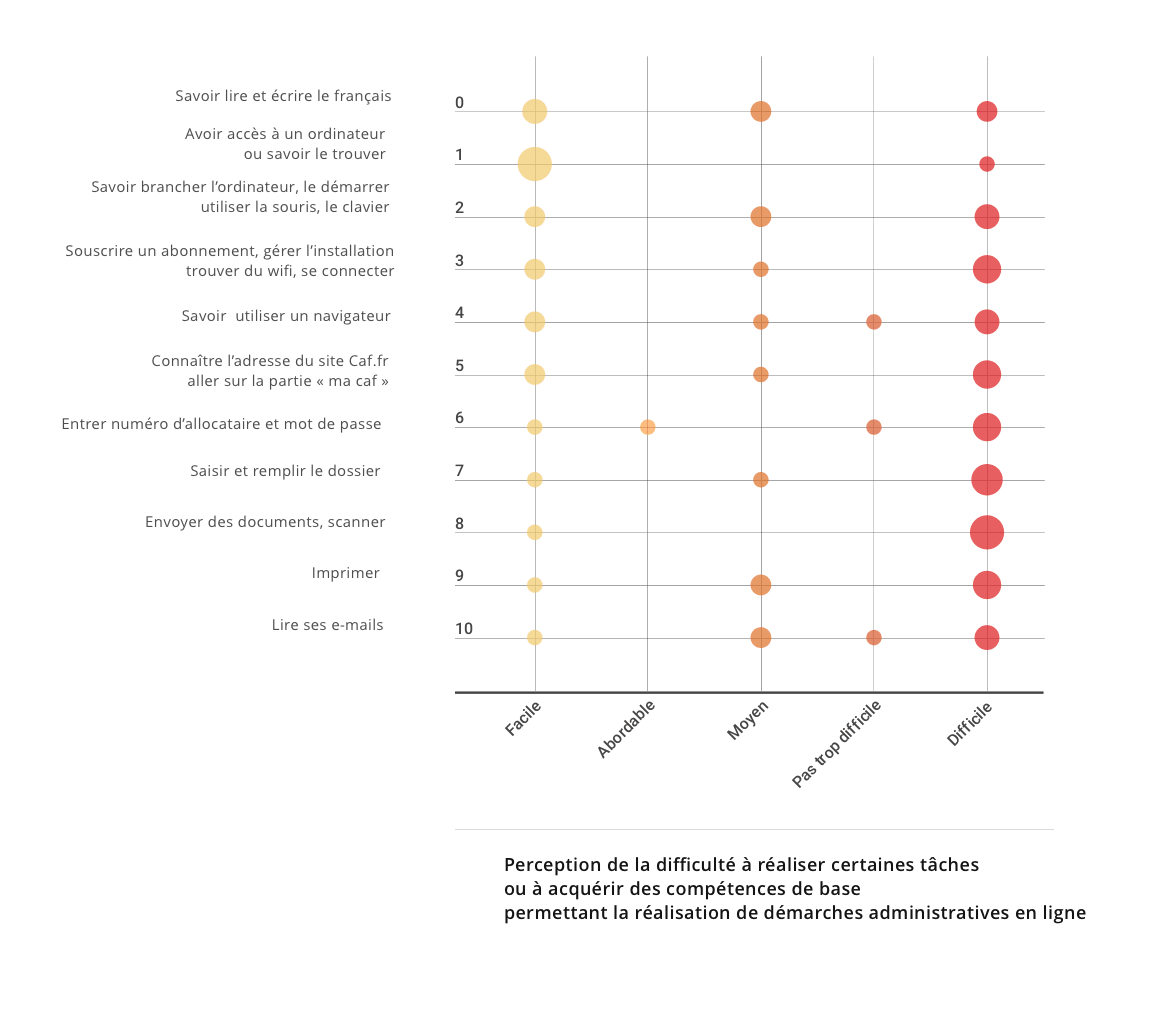 Savoir lire et écrire le français
0
Avoir accès à un ordinateur
ou savoir le trouver
1
Savoir brancher l’ordinateur, le démarrer
utiliser la souris, le clavier
2
Souscrire un abonnement, gérer l’installation
trouver du wifi, se connecter
3
Savoir  utiliser un navigateur
4
Connaître l’adresse du site Caf.fr
aller sur la partie « ma caf »
5
Entrer numéro d’allocataire et mot de passe
6
Saisir et remplir le dossier
7
Envoyer des documents, scanner
8
Imprimer
9
Lire ses e-mails
10
Facile
Abordable
Moyen
Pas trop difficile
Difficile
Perception de la difficulté à réaliser certaines tâches
ou à acquérir des compétences de base
permettant la réalisation de démarches administratives en ligne